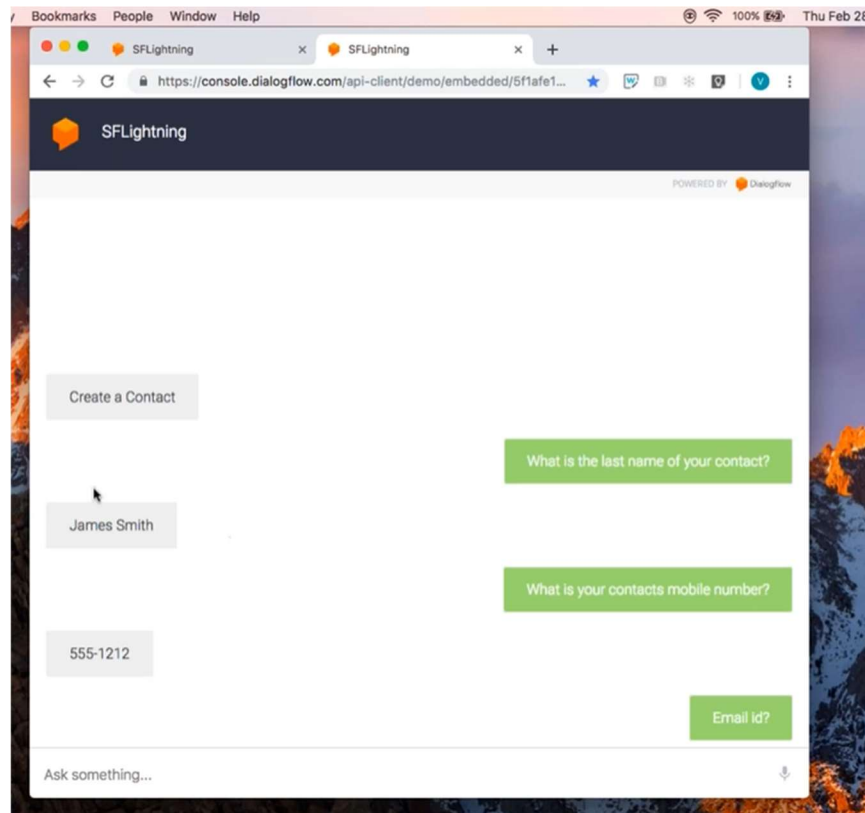 Bookmarks People Window Help 100% Thu Feb 28
SFLightning SFLightning
https://console.dialogflow.com/api-client/demo/embedded/5f1afe1...
SFLightning
POWERED BY Dialogflow
Create a Contact
What is the last name of your contact?
James Smith
What is your contacts mobile number?
555-1212
Email id?
Ask something...